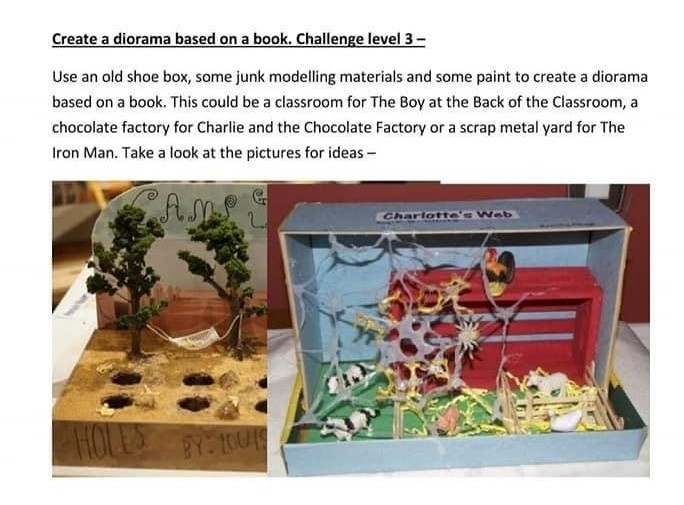 Create a diorama based on a book. Challenge level 3 –
Use an old shoe box, some junk modelling materials and some paint to create a diorama
based on a book. This could be a classroom for The Boy at the Back of the Classroom, a
chocolate factory for Charlie and the Chocolate Factory or a scrap metal yard for The
Iron Man. Take a look at the pictures for ideas –
CAMP G
HOLES BY: LOUIS
Charlotte's Web